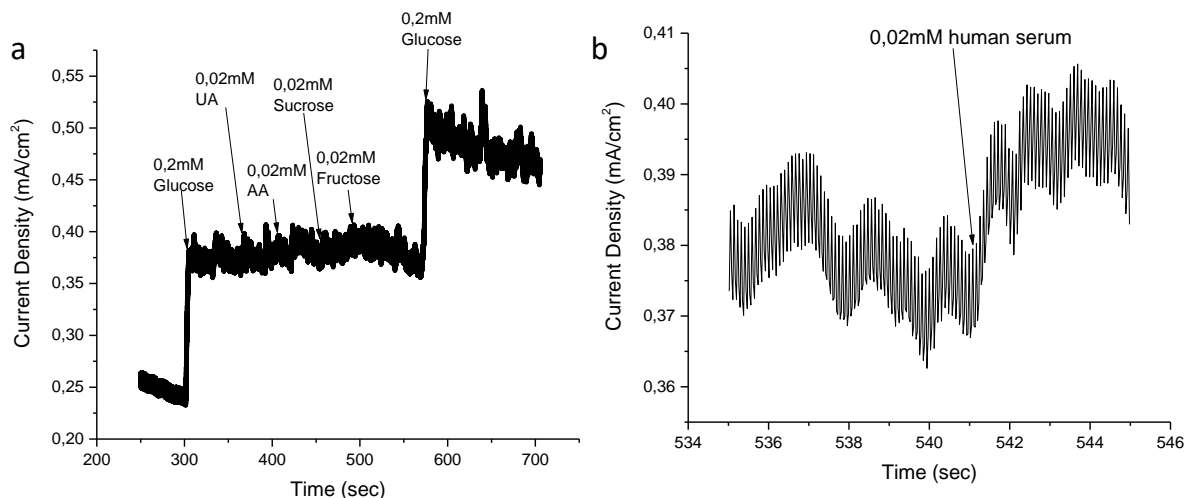 a
0,2mM
Glucose
0,02mM
UA
0,02mM
Sucrose
0,2mM
Glucose
0,02mM
AA
0,02mM
Fructose
0,55
0,50
0,45
0,40
0,35
0,30
0,25
0,20
Current Density (mA/cm²)
200 300 400 500 600 700
Time (sec)
b
0,02mM human serum
0,41
0,40
0,39
0,38
0,37
0,36
Current Density (mA/cm²)
534 536 538 540 542 544 546
Time (sec)